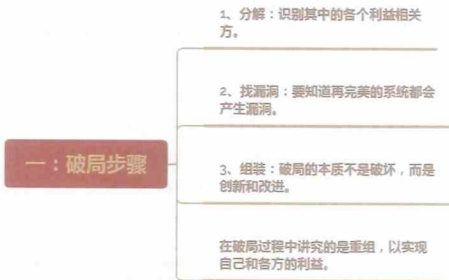 一：破局步骤
1、分解：识别其中的各个利益相关
方。
2、找漏洞：要知道再完美的系统都会
产生漏洞。
3、组装：破局的本质不是破坏，而是
创新和改进。
在破局过程中讲究的是重组，以实现
自己和各方的利益。